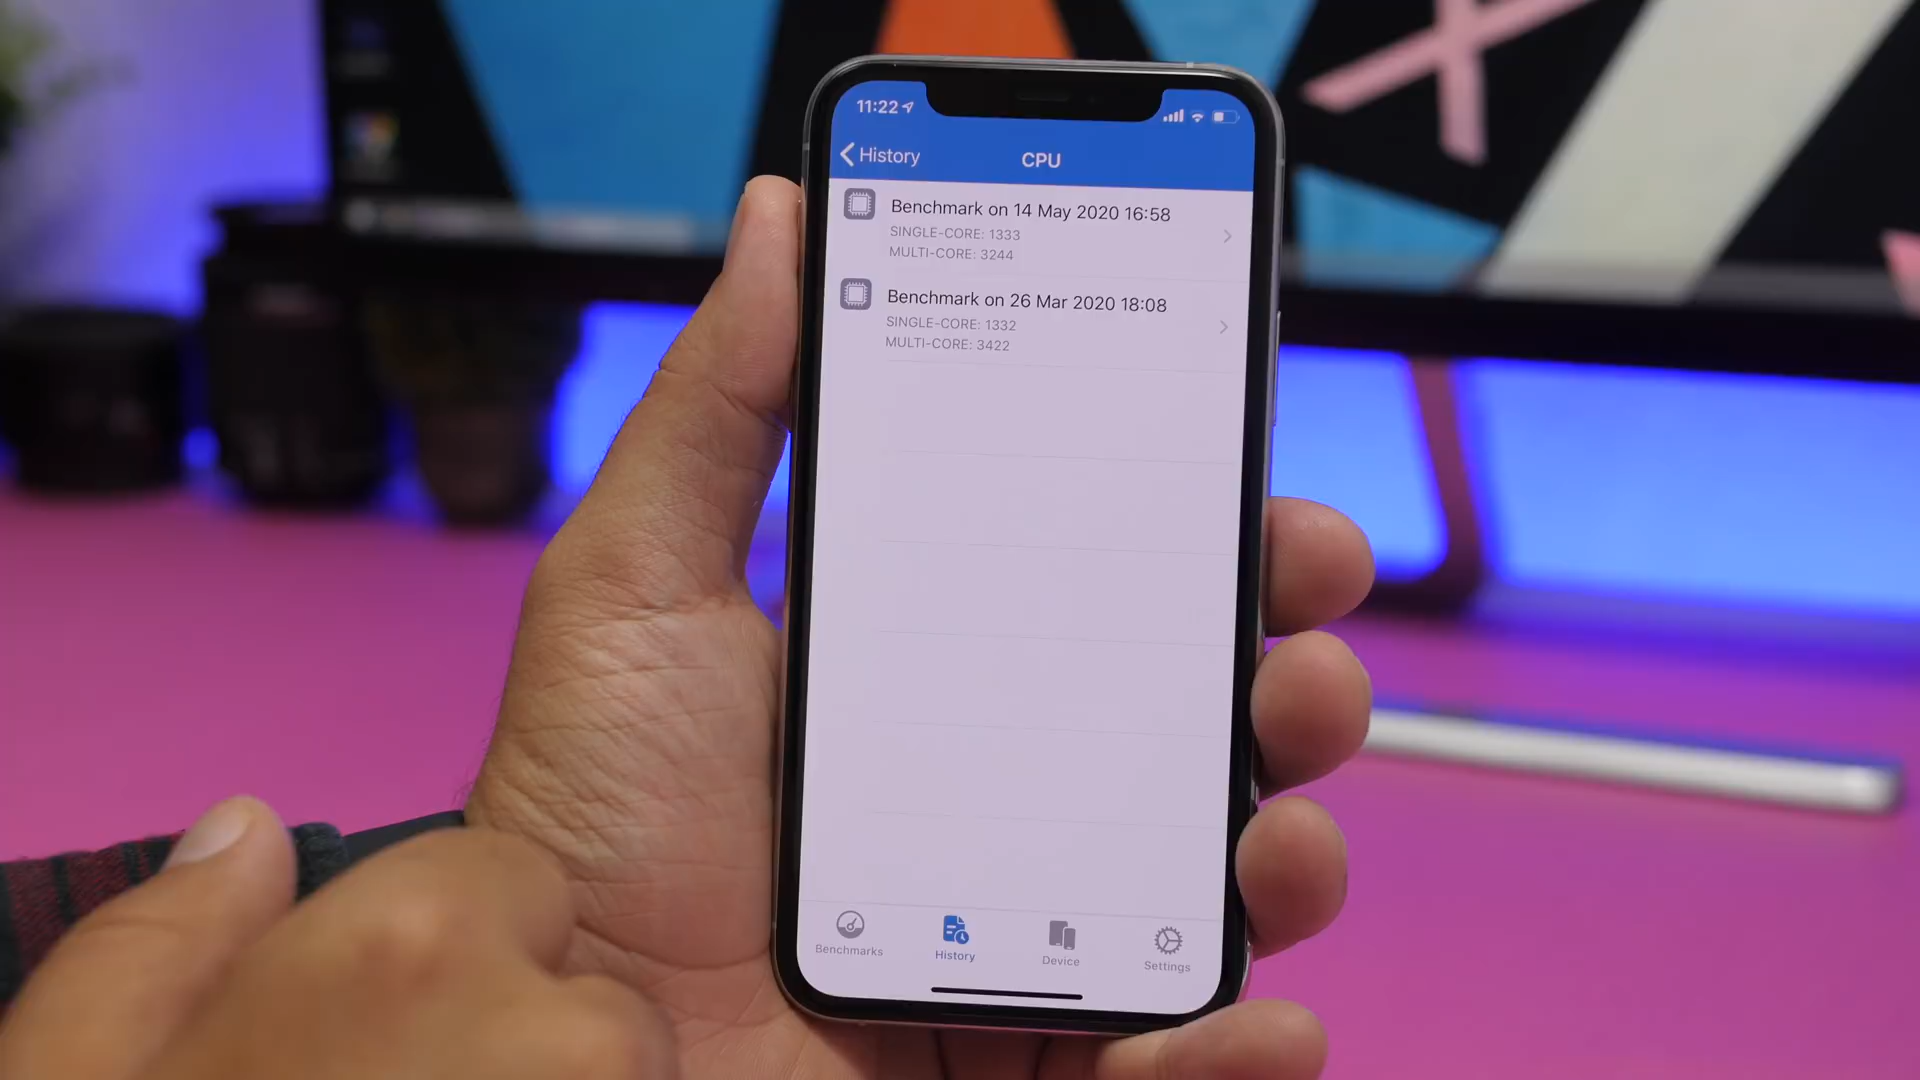 11:22
History
CPU
Benchmark on 14 May 2020 16:58
SINGLE-CORE: 1333
MULTI-CORE: 3244
Benchmark on 26 Mar 2020 18:08
SINGLE-CORE: 1332
MULTI-CORE: 3422
Benchmarks
History
Device
Settings